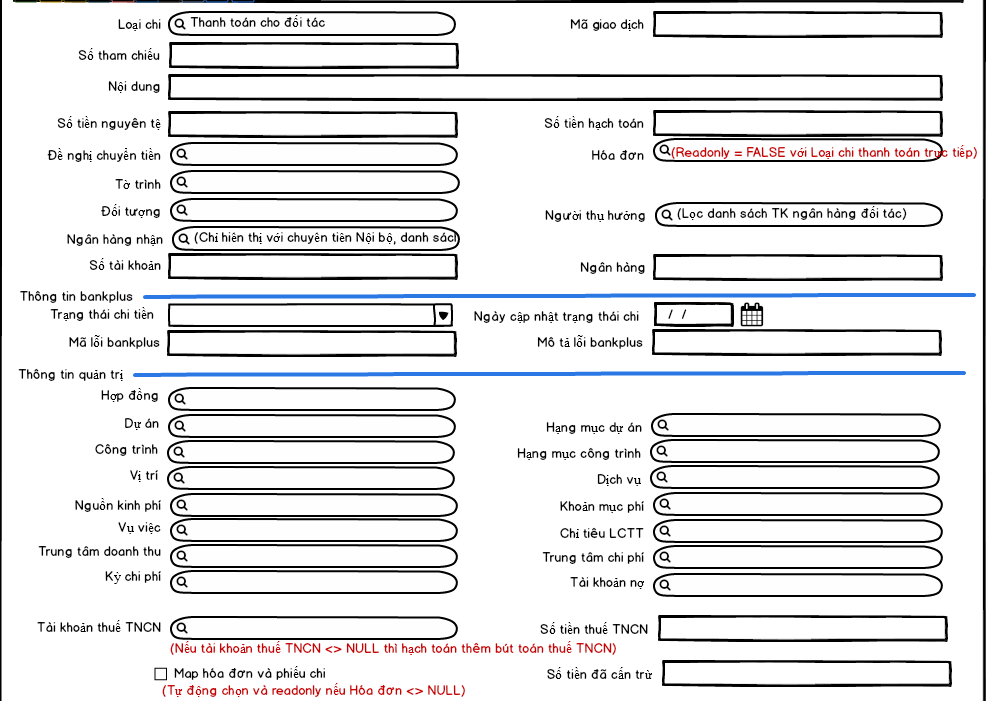 Loại chi Thanh toán cho đối tác Mã giao dịch
Số tham chiếu
Nội dung
Số tiền nguyên tệ Số tiền hạch toán
Đề nghị chuyển tiền Hóa đơn (Readonly = FALSE với Loại chi thanh toán trực tiếp)
Tờ trình
Đối tượng Người thụ hưởng (Lọc danh sách TK ngân hàng đối tác)
Ngân hàng nhận (Chỉ hiển thị với chuyển tiền Nội bộ, danh sách
Số tài khoản Ngân hàng
Thông tin bankplus
Trạng thái chi tiền Ngày cập nhật trạng thái chi / /
Mã lỗi bankplus Mô tả lỗi bankplus
Thông tin quản trị
Hợp đồng
Dự án Hạng mục dự án
Công trình Hạng mục công trình
Vị trí Dịch vụ
Nguồn kinh phí Khoản mục phí
Vụ việc Chỉ tiêu LCTT
Trung tâm doanh thu Trung tâm chi phí
Kỳ chi phí Tài khoản nợ
Tài khoản thuế TNCN Số tiền thuế TNCN
(Nếu tài khoản thuế TNCN <> NULL thì hạch toán thêm bút toán thuế TNCN)
Map hóa đơn và phiếu chi Số tiền đã cấn trừ
(Tự động chọn và readonly nếu Hóa đơn <> NULL)